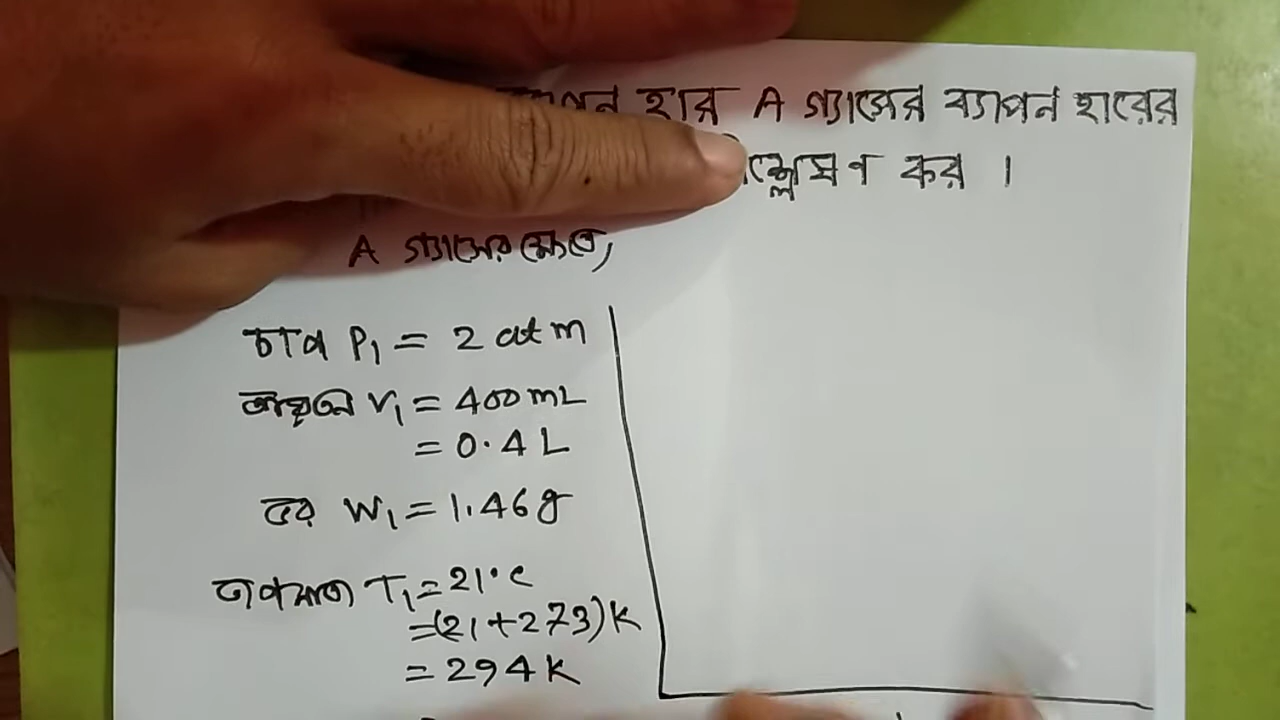 হার A গ্যাসের ব্যাপন হারের
কর ।
A গ্যাসের ক্ষেত্রে,
চাপ P₁ = 2 atm
আয়তন V₁ = 400 mL
= 0.4 L
ভর W₁ = 1.46 g
তাপমাত্রা T₁ = 21°C
= (21 + 273) K
= 294 K